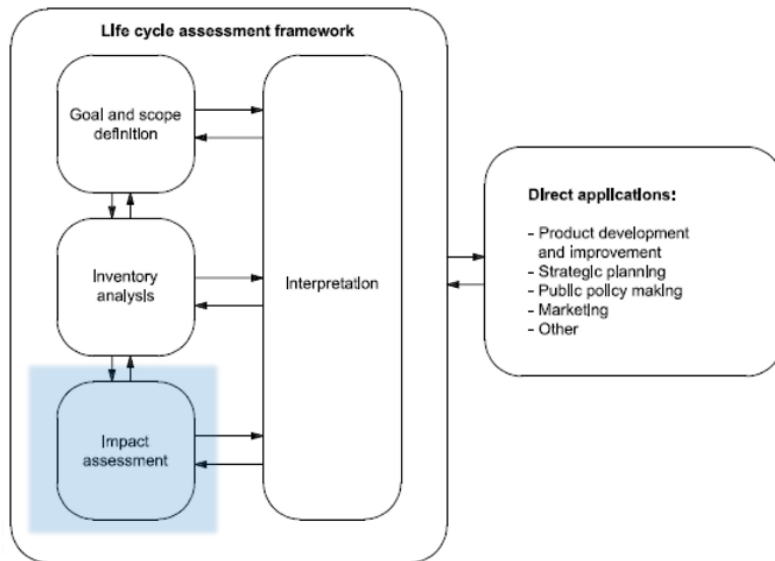 Life cycle assessment framework
Goal and scope
definition
Inventory
analysis
Impact
assessment
Interpretation
Direct applications:
- Product development
and improvement
- Strategic planning
- Public policy making
- Marketing
- Other